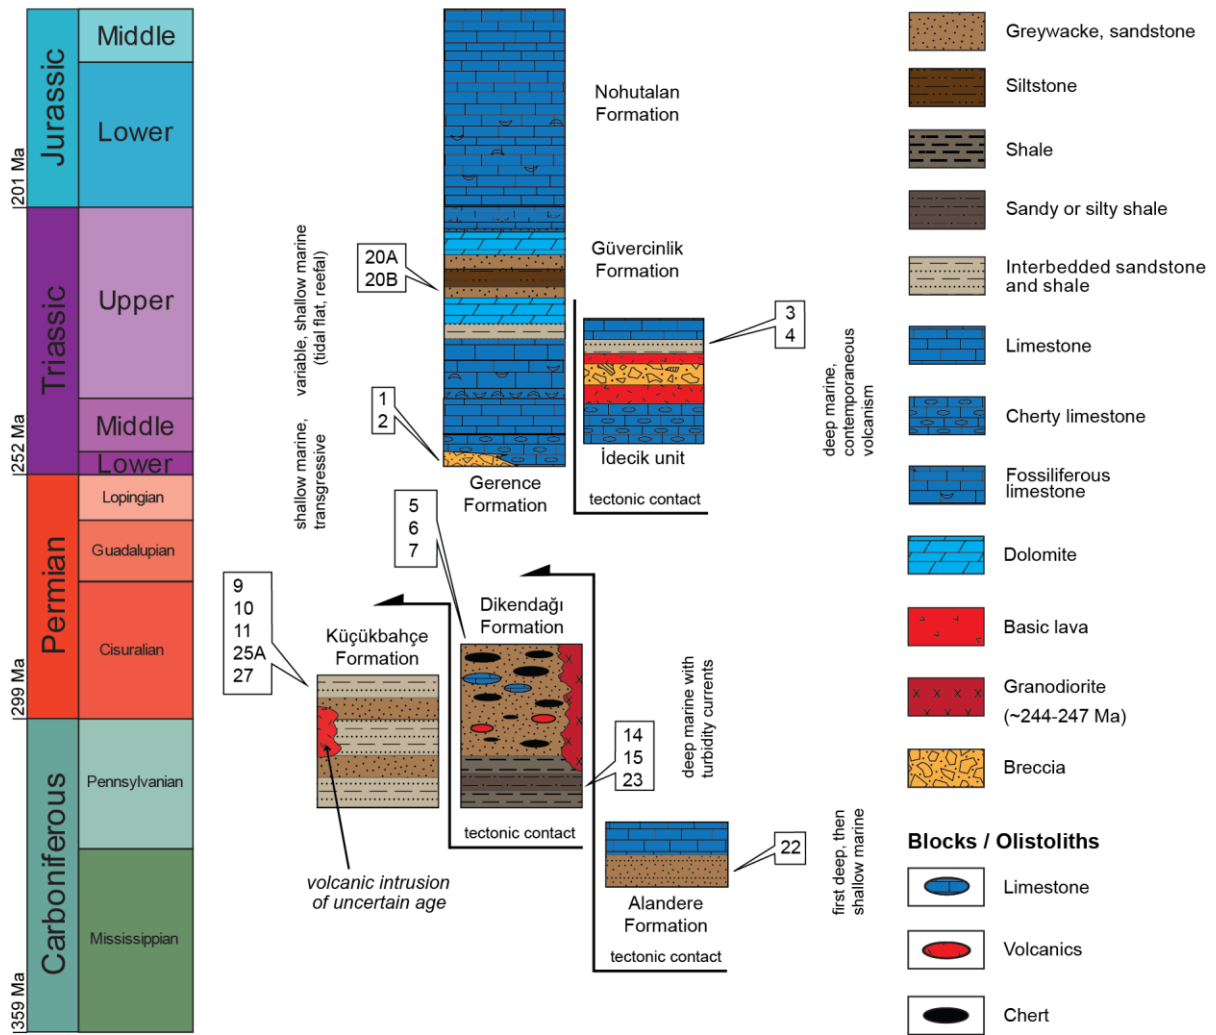 Jurassic
Middle
Lower
201 Ma
Triassic
Upper
Middle
Lower
252 Ma
Permian
Lopingian
Guadalupian
Cisuralian
299 Ma
Carboniferous
Pennsylvanian
Mississippian
359 Ma
Nohutalan
Formation
Güvercinlik
Formation
variable, shallow marine
(tidal flat, reefal)
20A
20B
3
4
deep marine,
contemporaneous
volcanism
1
2
shallow marine,
transgressive
Gerence
Formation
İdecik unit
tectonic contact
5
6
7
9
10
11
25A
27
Küçükbahçe
Formation
Dikendağı
Formation
deep marine with
turbidity currents
14
15
23
tectonic contact
volcanic intrusion
of uncertain age
22
first deep, then
shallow marine
Alandere
Formation
tectonic contact
Greywacke, sandstone
Siltstone
Shale
Sandy or silty shale
Interbedded sandstone
and shale
Limestone
Cherty limestone
Fossiliferous
limestone
Dolomite
Basic lava
Granodiorite
(~244-247 Ma)
Breccia
Blocks / Olistoliths
Limestone
Volcanics
Chert